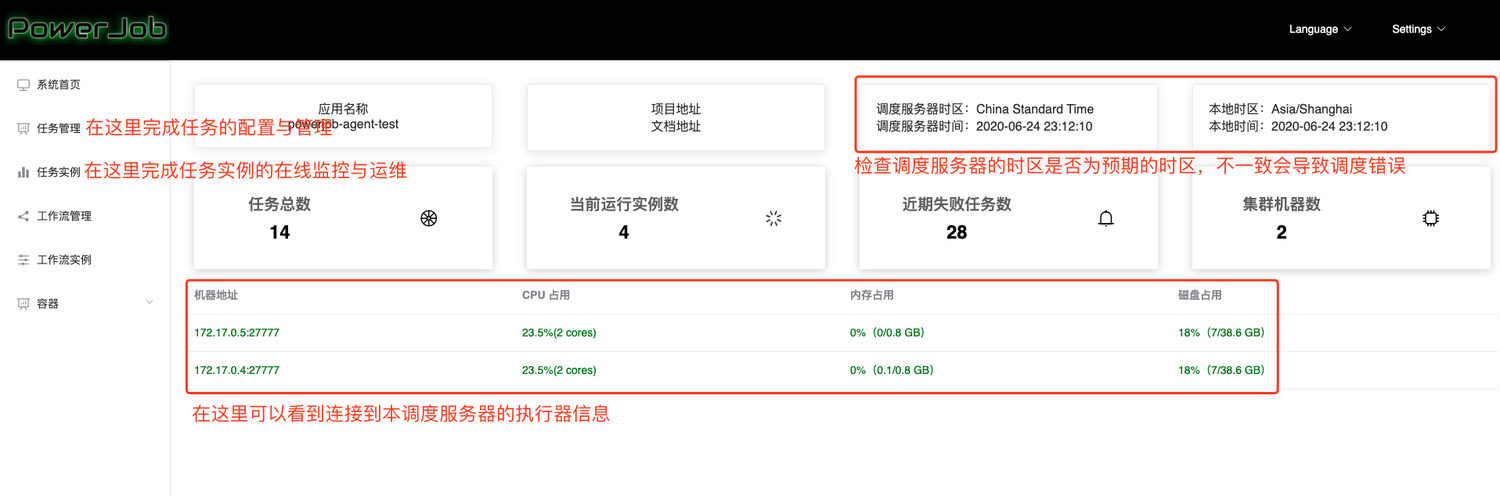 PowerJob
Language
Settings
系统首页
任务管理
在这里完成任务的配置与管理
任务实例
在这里完成任务实例的在线监控与运维
工作流管理
工作流实例
容器
应用名称
powerjob-agent-test
项目地址
文档地址
调度服务器时区：China Standard Time
调度服务器时间：2020-06-24 23:12:10
本地时区：Asia/Shanghai
本地时间：2020-06-24 23:12:10
检查调度服务器的时区是否为预期的时区，不一致会导致调度错误
任务总数
14
当前运行实例数
4
近期失败任务数
28
集群机器数
2
机器地址 CPU 占用 内存占用 磁盘占用
172.17.0.5:27777 23.5%(2 cores) 0%（0/0.8 GB） 18%（7/38.6 GB）
172.17.0.4:27777 23.5%(2 cores) 0%（0.1/0.8 GB） 18%（7/38.6 GB）
在这里可以看到连接到本调度服务器的执行器信息